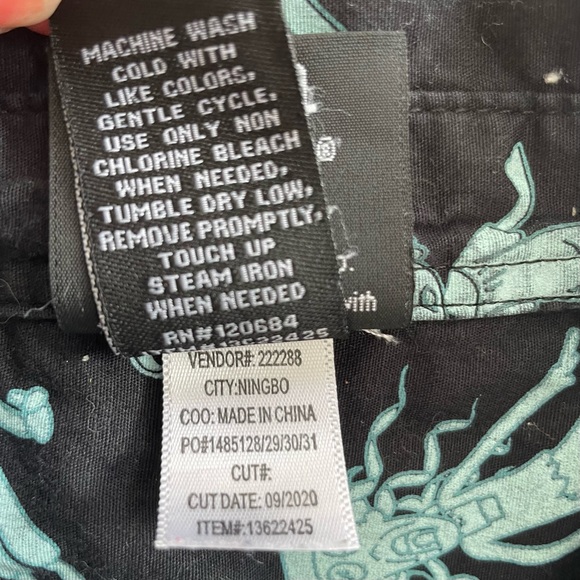 MACHINE WASH
COLD WITH
LIKE COLORS,
GENTLE CYCLE,
USE ONLY NON
CHLORINE BLEACH
WHEN NEEDED,
TUMBLE DRY LOW,
REMOVE PROMPTLY,
TOUCH UP
STEAM IRON
WHEN NEEDED
RN#120684
with
VENDOR#: 222288
CITY:NINGBO
COO: MADE IN CHINA
PO#1485128/29/30/31
CUT#:
CUT DATE: 09/2020
ITEM#:13622425